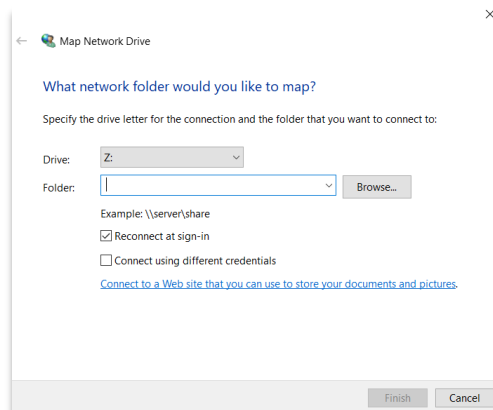 Map Network Drive
What network folder would you like to map?
Specify the drive letter for the connection and the folder that you want to connect to:
Drive: Z:
Folder: Browse...
Example: \\server\share
Reconnect at sign-in
Connect using different credentials
Connect to a Web site that you can use to store your documents and pictures.
Finish Cancel